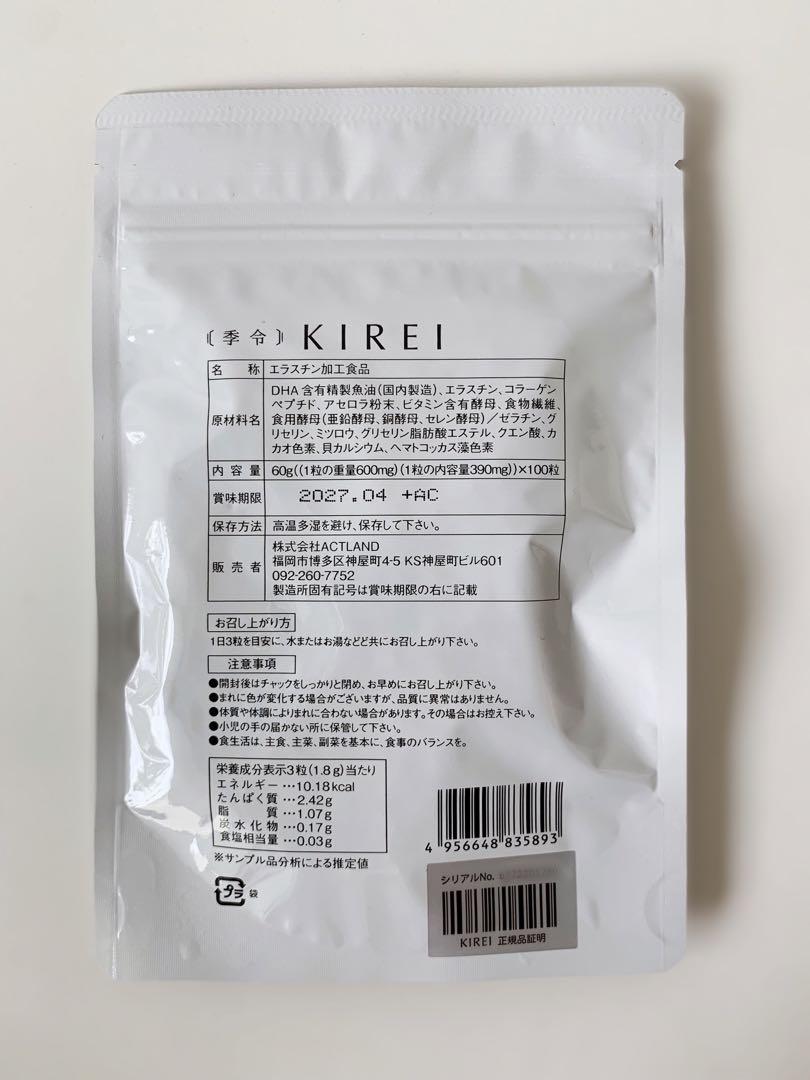 〔季令〕 KIREI
名称 エラスチン加工食品
原材料名 DHA含有精製魚油(国内製造)、エラスチン、コラーゲン
ペプチド、アセロラ粉末、ビタミン含有酵母、食物繊維、
食用酵母(亜鉛酵母、銅酵母、セレン酵母)／ゼラチン、グ
リセリン、ミツロウ、グリセリン脂肪酸エステル、クエン酸、カ
カオ色素、貝カルシウム、ヘマトコッカス藻色素
内容量 60g((1粒の重量600mg)(1粒の内容量390mg))×100粒
賞味期限 2027.04 +AC
保存方法 高温多湿を避け、保存して下さい。
販売者 株式会社ACTLAND
福岡市博多区神屋町4-5 KS神屋町ビル601
092-260-7752
製造所固有記号は賞味期限の右に記載
お召し上がり方
1日3粒を目安に、水またはお湯などと共にお召し上がり下さい。
注意事項
●開封後はチャックをしっかりと閉め、お早めにお召し上がり下さい。
●まれに色が変化する場合がございますが、品質に異常はありません。
●体質や体調によりまれに合わない場合があります。その場合はお控え下さい。
●小児の手の届かない所に保管して下さい。
●食生活は、主食、主菜、副菜を基本に、食事のバランスを。
栄養成分表示3粒(1.8g)当たり
エネルギー…10.18kcal
たんぱく質…2.42g
脂質…1.07g
炭水化物…0.17g
食塩相当量…0.03g
※サンプル品分析による推定値
プラ 袋
4 956648 835893
シリアルNo.
KIREI 正規品証明